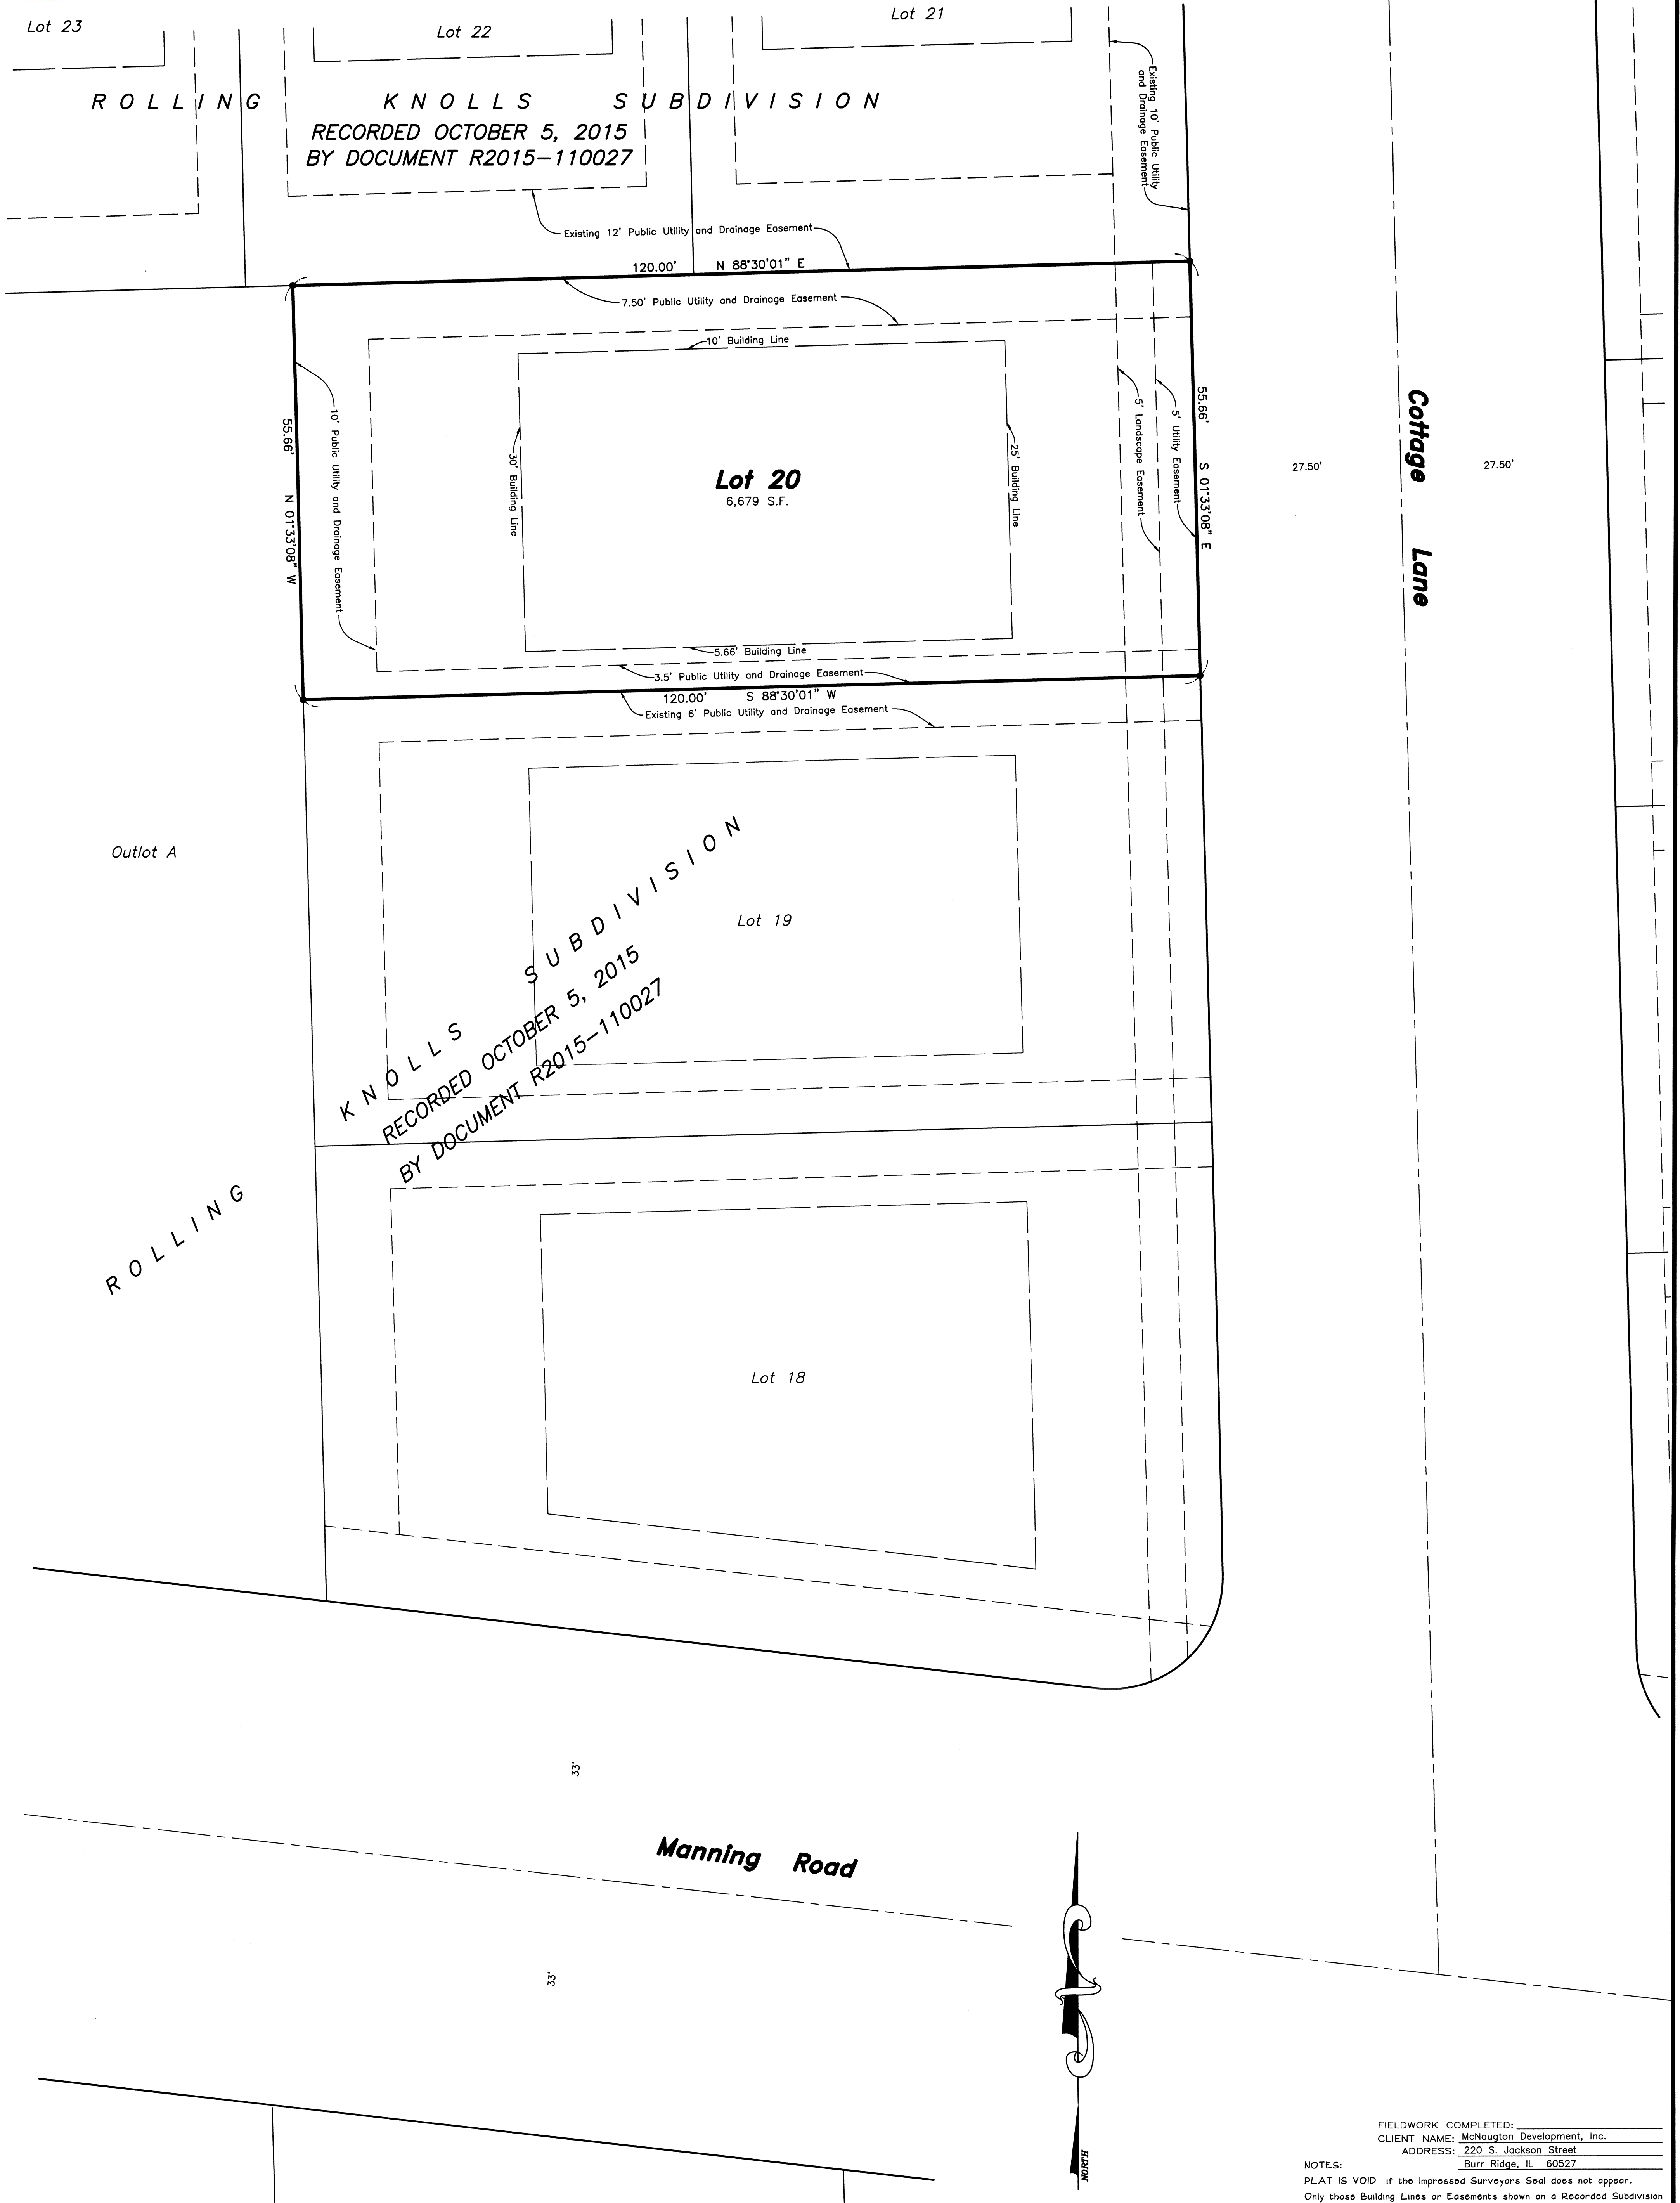 Lot 23
Lot 22
Lot 21
ROLLING KNOLLS SUBDIVISION
RECORDED OCTOBER 5, 2015
BY DOCUMENT R2015-110027
Existing 10' Public Utility
and Drainage Easement
Existing 12' Public Utility and Drainage Easement
120.00' N 88°30'01" E
7.50' Public Utility and Drainage Easement
10' Building Line
55.66' N 01°33'08" W
10' Public Utility and Drainage Easement
30' Building Line
Lot 20
6,679 S.F.
25' Building Line
5' Landscape Easement
5' Utility Easement
55.66' S 01°33'08" E
27.50'
Cottage Lane
27.50'
5.66' Building Line
3.5' Public Utility and Drainage Easement
120.00' S 88°30'01" W
Existing 6' Public Utility and Drainage Easement
Outlot A
Lot 19
ROLLING KNOLLS SUBDIVISION
RECORDED OCTOBER 5, 2015
BY DOCUMENT R2015-110027
Lot 18
33'
Manning Road
33'
NORTH
FIELDWORK COMPLETED:
CLIENT NAME: McNaugton Development, Inc.
ADDRESS: 220 S. Jackson Street
Burr Ridge, IL 60527
NOTES:
PLAT IS VOID if the Impressed Surveyors Seal does not appear.
Only those Building Lines or Easements shown on a Recorded Subdivision